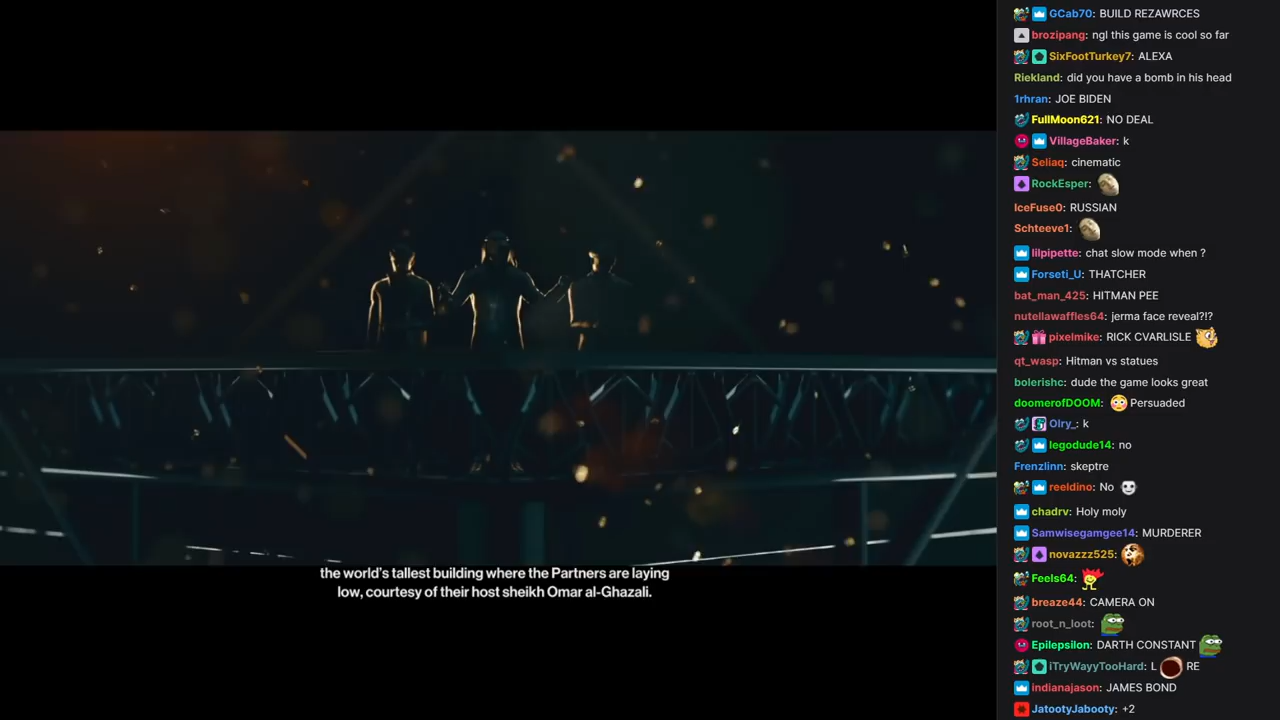 GCab70: BUILD REZAWRCES
brozipang: ngl this game is cool so far
SixFootTurkey7: ALEXA
Riekland: did you have a bomb in his head
1rhran: JOE BIDEN
FullMoon621: NO DEAL
VillageBaker: k
Seliaq: cinematic
RockEsper:
IceFuse0: RUSSIAN
Schteeve1:
lilpipette: chat slow mode when ?
Forseti_U: THATCHER
bat_man_425: HITMAN PEE
nutellawaffles64: jerma face reveal?!?
pixelmike: RICK CVARLISLE
qt_wasp: Hitman vs statues
bolerishc: dude the game looks great
doomerofDOOM: Persuaded
Olry_: k
legodude14: no
Frenzlinn: skeptre
reeldino: No
chadrv: Holy moly
Samwisegamgee14: MURDERER
novazzz525:
Feels64:
breaze44: CAMERA ON
root_n_loot:
Epilepsilon: DARTH CONSTANT
iTryWayyTooHard: L RE
indianajason: JAMES BOND
JatootyJabooty: +2
the world's tallest building where the Partners are laying
low, courtesy of their host sheikh Omar al-Ghazali.